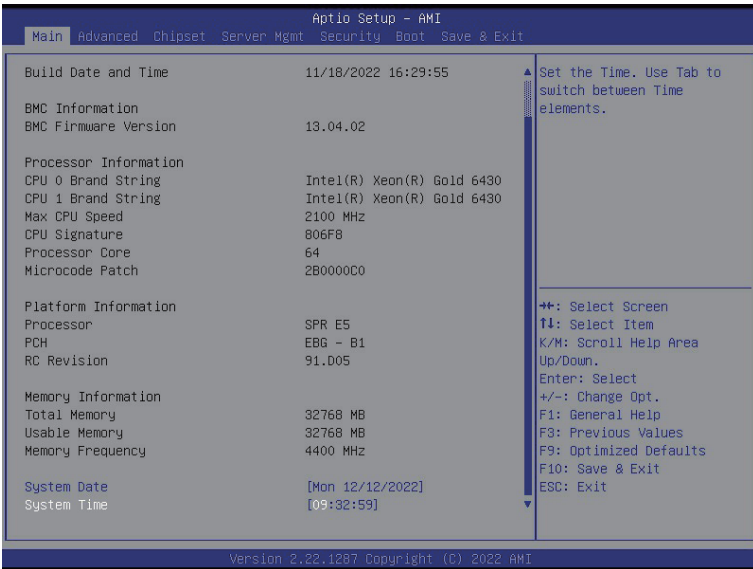 Aptio Setup – AMI
Main Advanced Chipset Server Mgmt Security Boot Save & Exit
Build Date and Time 11/18/2022 16:29:55
BMC Information
BMC Firmware Version 13.04.02
Processor Information
CPU 0 Brand String Intel(R) Xeon(R) Gold 6430
CPU 1 Brand String Intel(R) Xeon(R) Gold 6430
Max CPU Speed 2100 MHz
CPU Signature 806F8
Processor Core 64
Microcode Patch 2B0000C0
Platform Information
Processor SPR E5
PCH EBG - B1
RC Revision 91.D05
Memory Information
Total Memory 32768 MB
Usable Memory 32768 MB
Memory Frequency 4400 MHz
System Date [Mon 12/12/2022]
System Time [09:32:59]
Set the Time. Use Tab to
switch between Time
elements.
→←: Select Screen
↑↓: Select Item
K/M: Scroll Help Area
Up/Down.
Enter: Select
+/-: Change Opt.
F1: General Help
F3: Previous Values
F9: Optimized Defaults
F10: Save & Exit
ESC: Exit
Version 2.22.1287 Copyright (C) 2022 AMI